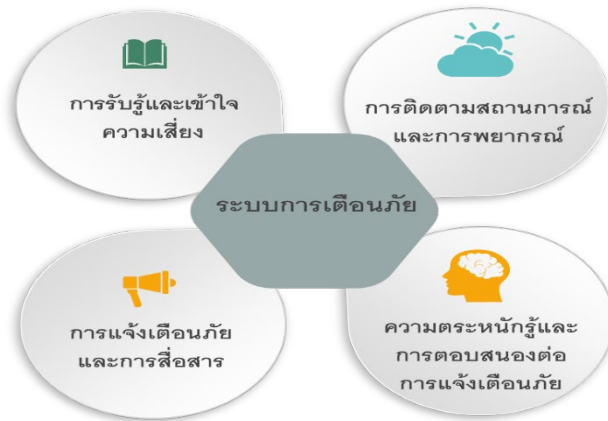 การรับรู้และเข้าใจ
ความเสี่ยง
การติดตามสถานการณ์
และการพยากรณ์
ระบบการเตือนภัย
การแจ้งเตือนภัย
และการสื่อสาร
ความตระหนักรู้และ
การตอบสนองต่อ
การแจ้งเตือนภัย